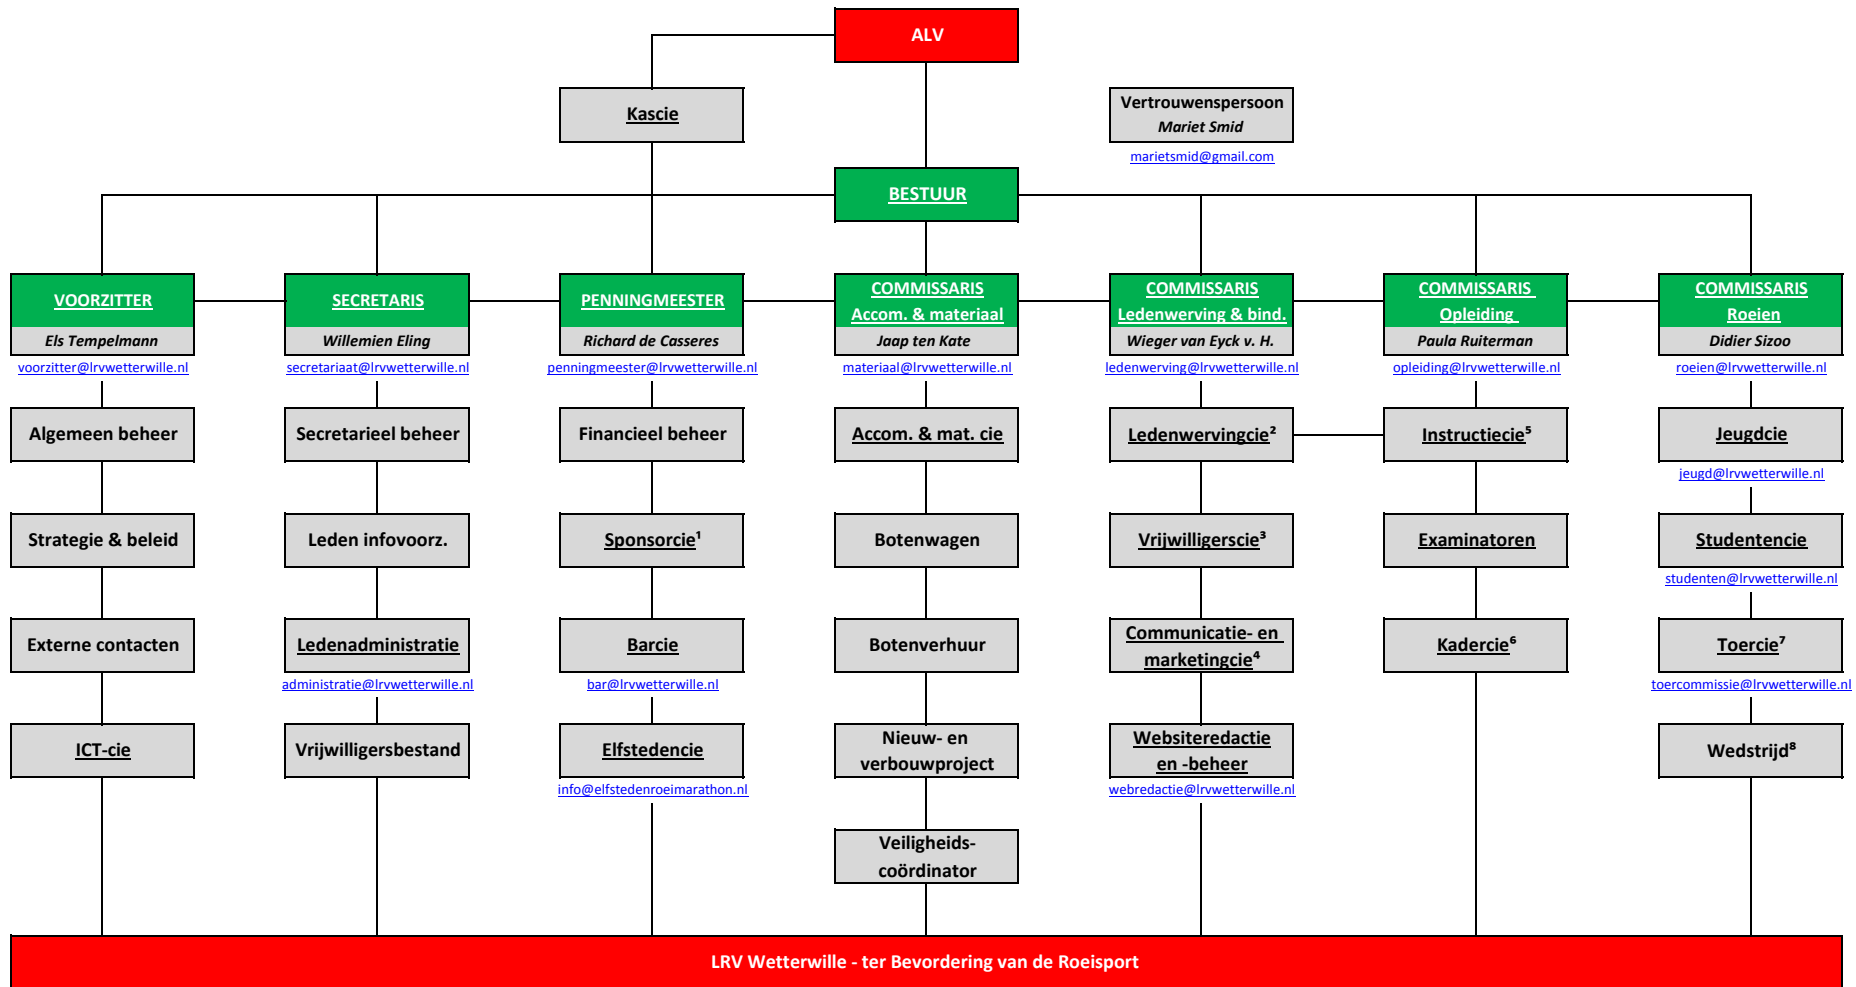 ALV
Kascie
Vertrouwenspersoon
Mariet Smid
marietsmid@gmail.com
BESTUUR
VOORZITTER
Els Tempelmann
voorzitter@lrvwetterwille.nl
SECRETARIS
Willemien Eling
secretariaat@lrvwetterwille.nl
PENNINGMEESTER
Richard de Casseres
penningmeester@lrvwetterwille.nl
COMMISSARIS
Accom. & materiaal
Jaap ten Kate
materiaal@lrvwetterwille.nl
COMMISSARIS
Ledenwerving & bind.
Wieger van Eyck v. H.
ledenwerving@lrvwetterwille.nl
COMMISSARIS
Opleiding
Paula Ruiterman
opleiding@lrvwetterwille.nl
COMMISSARIS
Roeien
Didier Sizoo
roeien@lrvwetterwille.nl
Algemeen beheer
Secretarieel beheer
Financieel beheer
Accom. & mat. cie
Ledenwervingcie²
Instructiecie⁵
Jeugdcie
jeugd@lrvwetterwille.nl
Strategie & beleid
Leden infovoorz.
Sponsorcie¹
Botenwagen
Vrijwilligerscie³
Examinatoren
Studentencie
studenten@lrvwetterwille.nl
Externe contacten
Ledenadministratie
administratie@lrvwetterwille.nl
Barcie
bar@lrvwetterwille.nl
Botenverhuur
Communicatie- en
marketingcie⁴
Kadercie⁶
Toercie⁷
toercommissie@lrvwetterwille.nl
ICT-cie
Vrijwilligersbestand
Elfstedencie
info@elfstedenroeimarathon.nl
Nieuw- en
verbouwproject
Websiteredactie
en -beheer
webredactie@lrvwetterwille.nl
Wedstrijd⁸
Veiligheids-
coördinator
LRV Wetterwille - ter Bevordering van de Roeisport